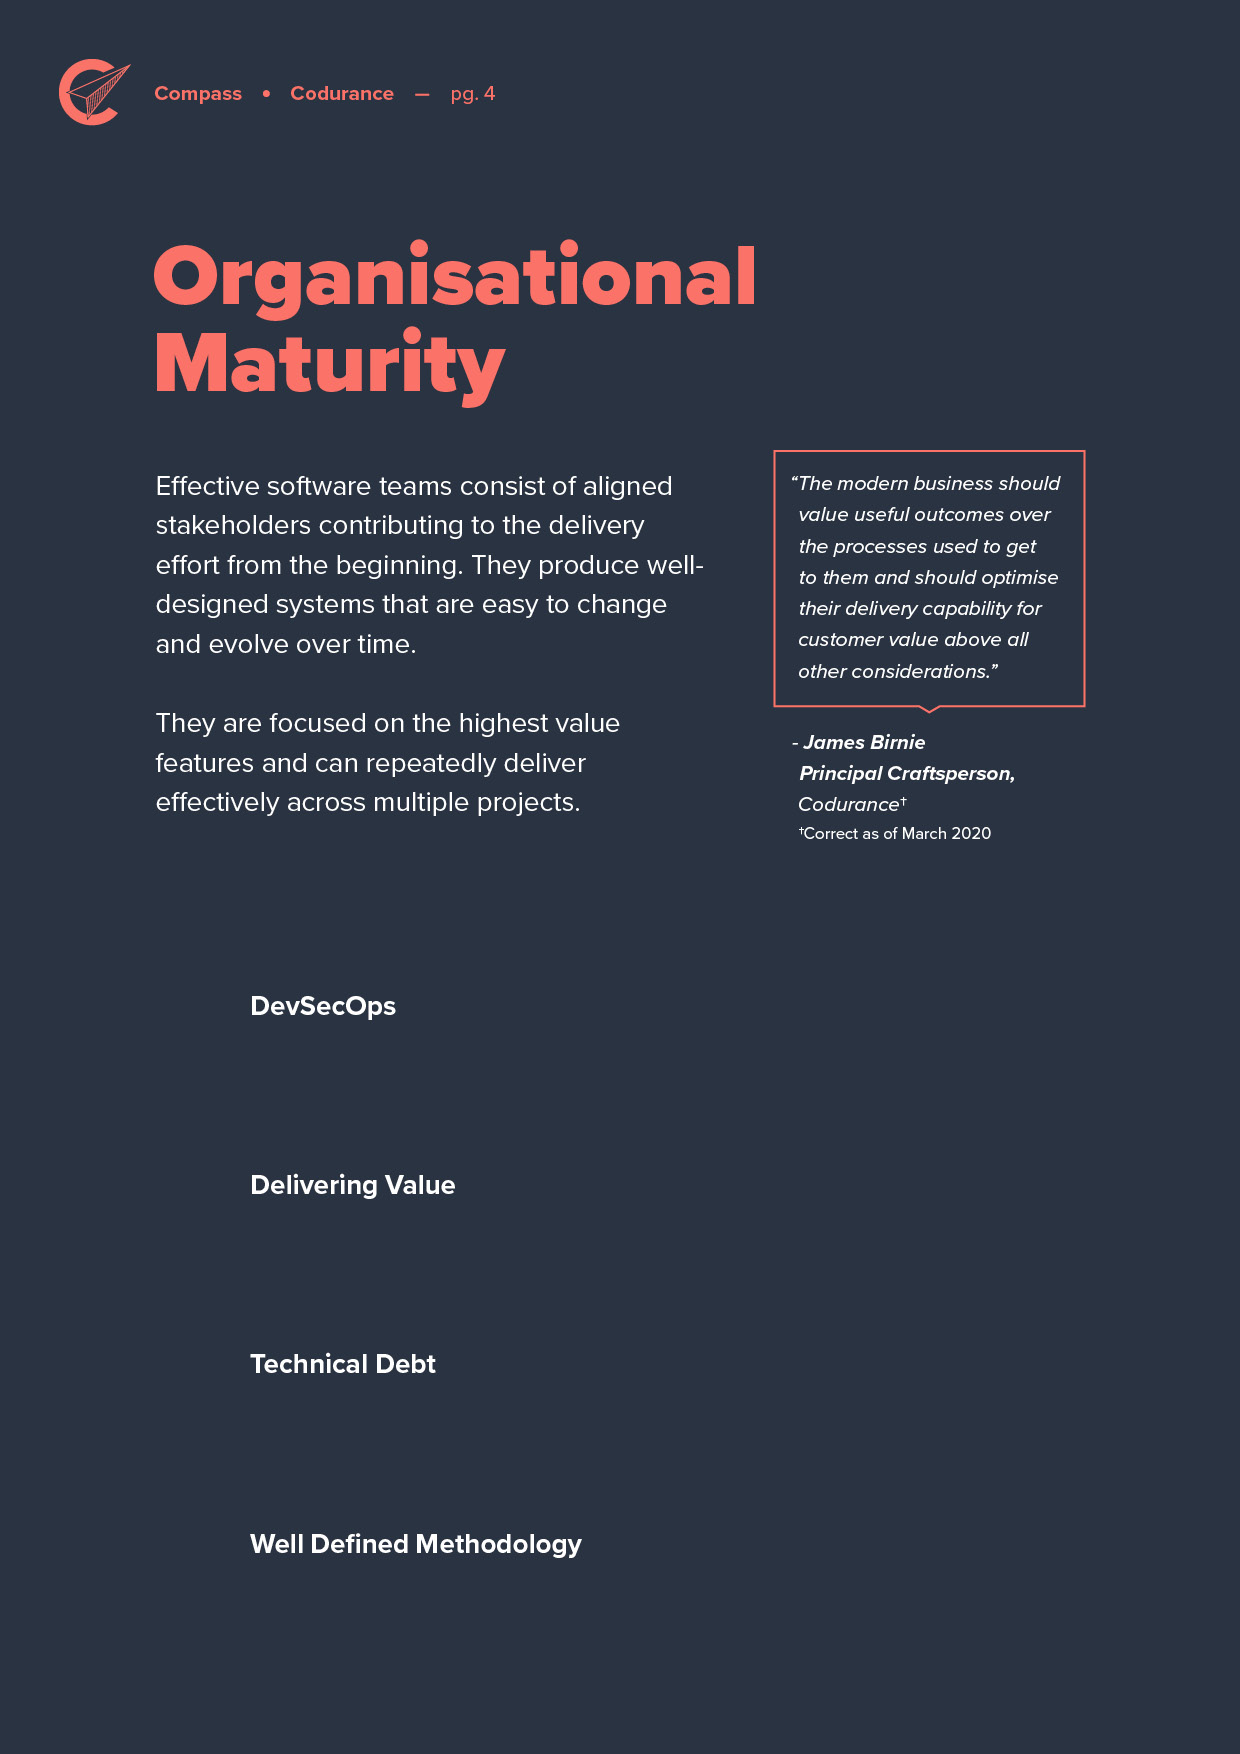 Compass • Codurance — pg. 4
Organisational
Maturity
Effective software teams consist of aligned
stakeholders contributing to the delivery
effort from the beginning. They produce well-
designed systems that are easy to change
and evolve over time.
They are focused on the highest value
features and can repeatedly deliver
effectively across multiple projects.
“The modern business should
value useful outcomes over
the processes used to get
to them and should optimise
their delivery capability for
customer value above all
other considerations.”
- James Birnie
Principal Craftsperson,
Codurance†
†Correct as of March 2020
DevSecOps
Delivering Value
Technical Debt
Well Defined Methodology